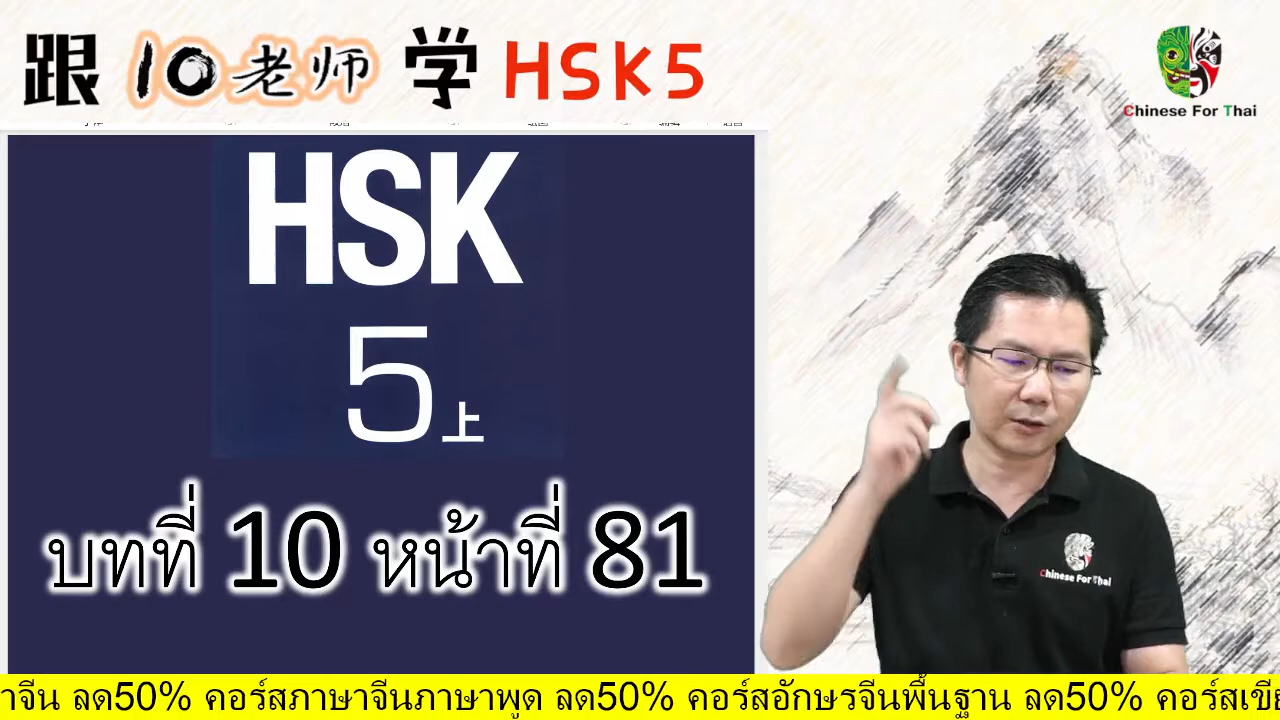 跟 10老师 学 HSK5
Chinese For Thai
HSK
5上
บทที่ 10 หน้าที่ 81
Chinese For Thai
าจีน ลด50% คอร์สภาษาจีนภาษาพูด ลด50% คอร์สอักษรจีนพื้นฐาน ลด50% คอร์สเขีย